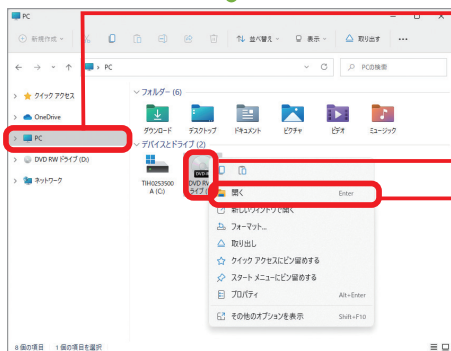 PC
新規作成
並べ替え
表示
取り出す
PC
PCの検索
クイック アクセス
OneDrive
PC
DVD RW ドライブ (D:)
ネットワーク
フォルダー (6)
ダウンロード
デスクトップ
ドキュメント
ピクチャ
ビデオ
ミュージック
デバイスとドライブ (2)
TIH0253500
A (C:)
DVD RW
ドライブ
開く Enter
新しいウィンドウで開く
フォーマット...
取り出し
クイック アクセスにピン留めする
スタート メニューにピン留めする
プロパティ Alt+Enter
その他のオプションを表示 Shift+F10
8 個の項目 1 個の項目を選択